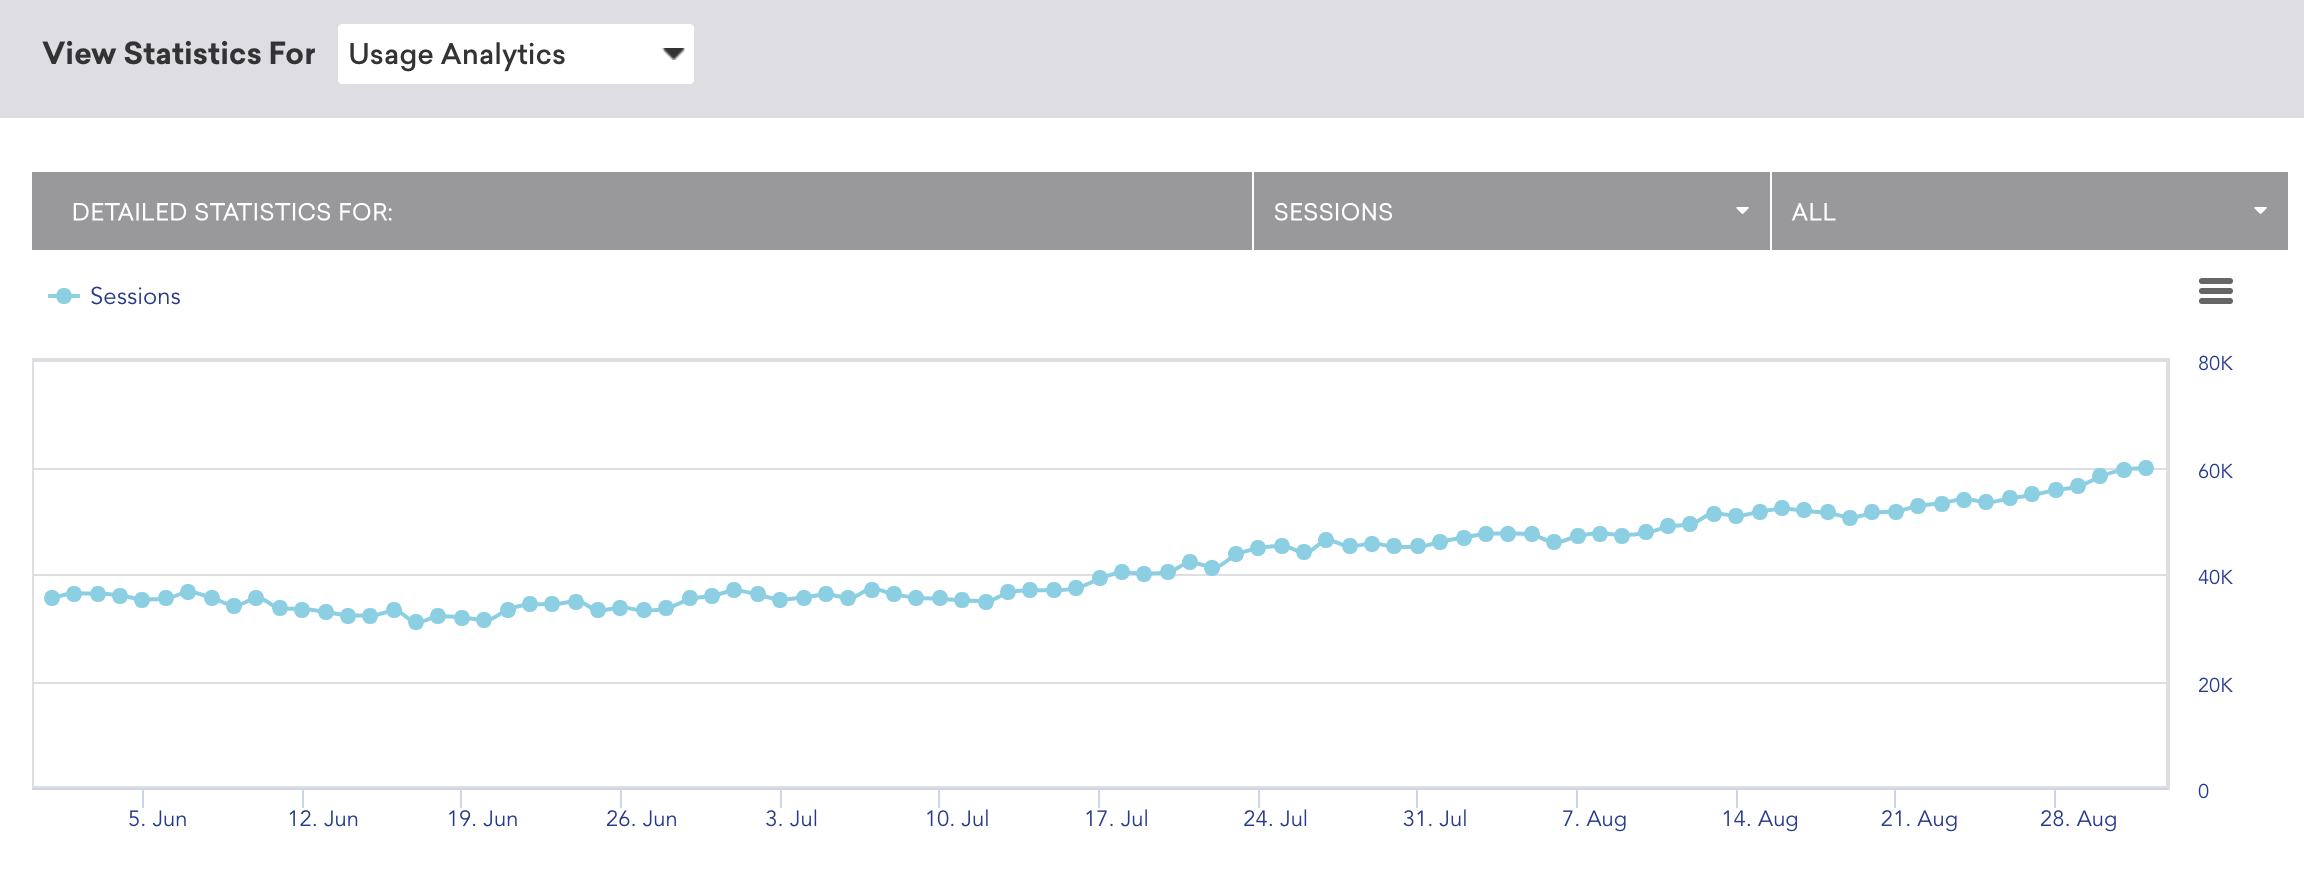 View Statistics For
Usage Analytics
DETAILED STATISTICS FOR:
SESSIONS
ALL
Sessions
80K
60K
40K
20K
0
5. Jun
12. Jun
19. Jun
26. Jun
3. Jul
10. Jul
17. Jul
24. Jul
31. Jul
7. Aug
14. Aug
21. Aug
28. Aug